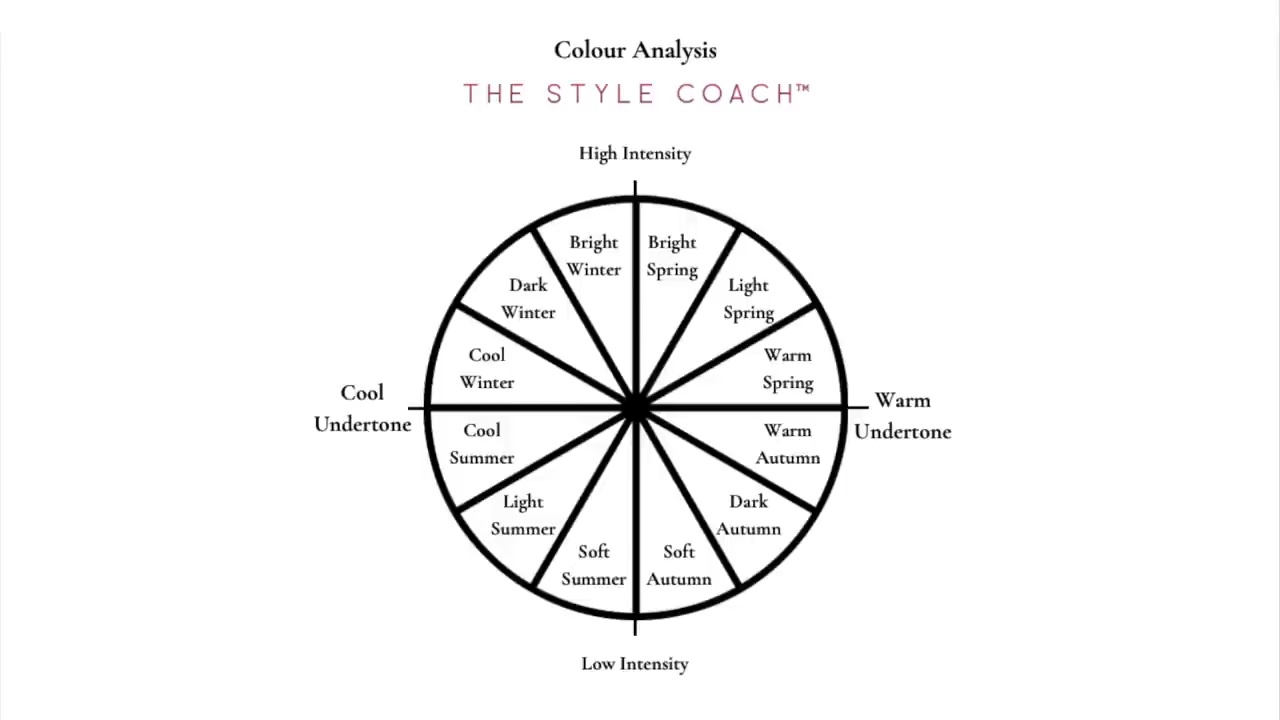 Colour Analysis
THE STYLE COACH™
High Intensity
Bright
Winter
Bright
Spring
Dark
Winter
Light
Spring
Cool
Winter
Warm
Spring
Cool
Undertone
Warm
Undertone
Cool
Summer
Warm
Autumn
Light
Summer
Dark
Autumn
Soft
Summer
Soft
Autumn
Low Intensity